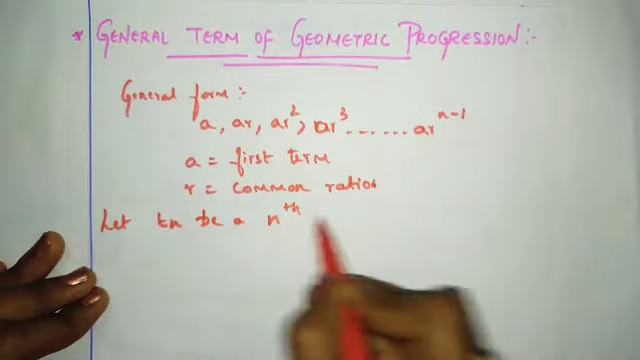 * GENERAL TERM OF GEOMETRIC PROGRESSION:-
General form:-
a, ar, ar², ar³ ....... arⁿ⁻¹
a = first term
r = common ratios
Let tn be a nᵗʰ